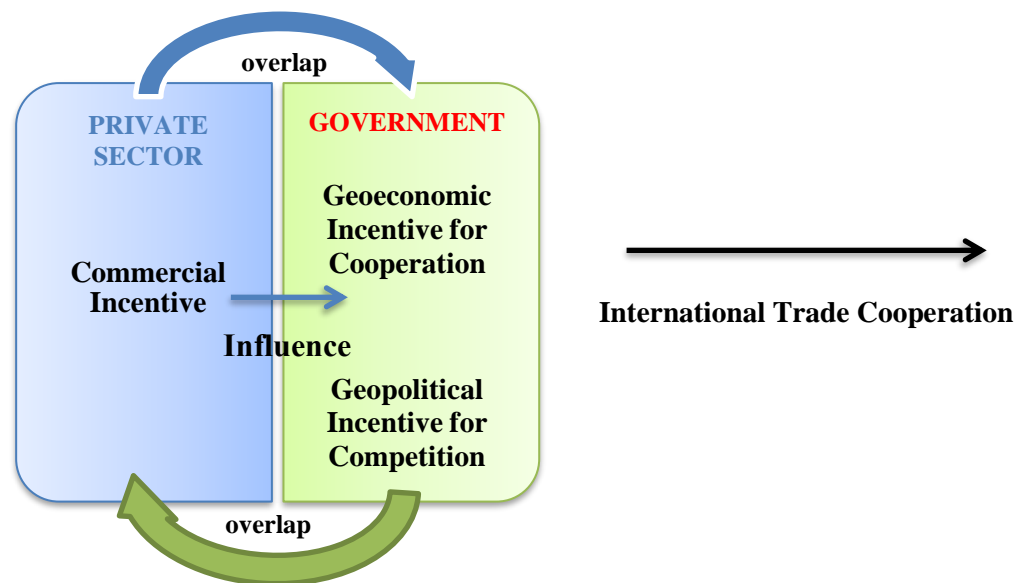 overlap
PRIVATE
SECTOR
Commercial
Incentive
Influence
GOVERNMENT
Geoeconomic
Incentive for
Cooperation
Geopolitical
Incentive for
Competition
overlap
International Trade Cooperation